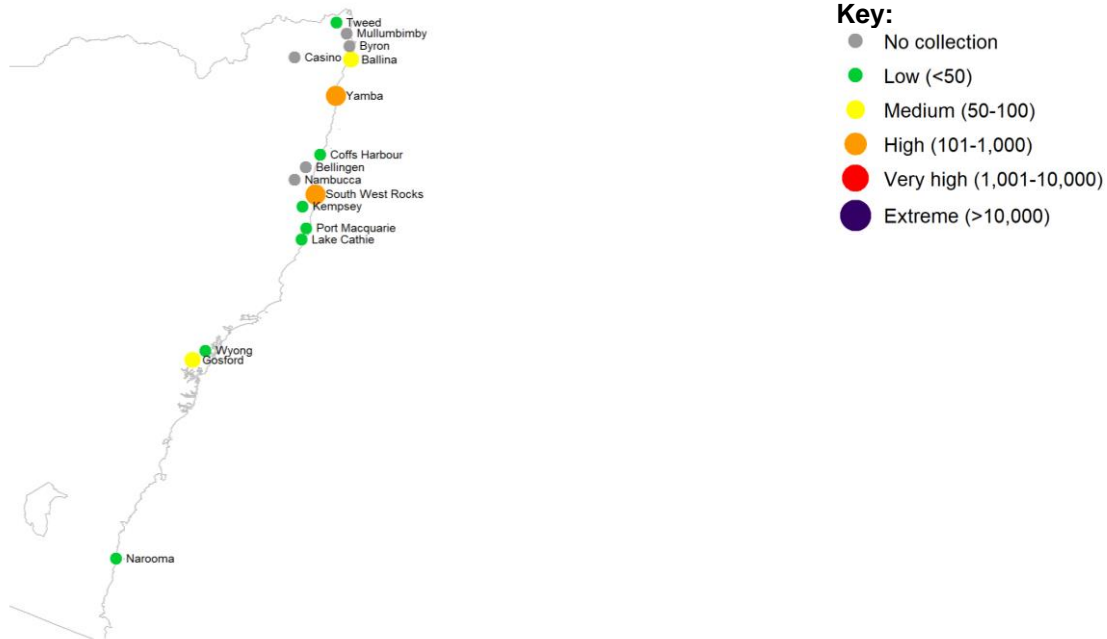 Tweed
Mullumbimby
Byron
Casino
Ballina
Yamba
Coffs Harbour
Bellingen
Nambucca
South West Rocks
Kempsey
Port Macquarie
Lake Cathie
Wyong
Gosford
Narooma
Key:
No collection
Low (<50)
Medium (50-100)
High (101-1,000)
Very high (1,001-10,000)
Extreme (>10,000)